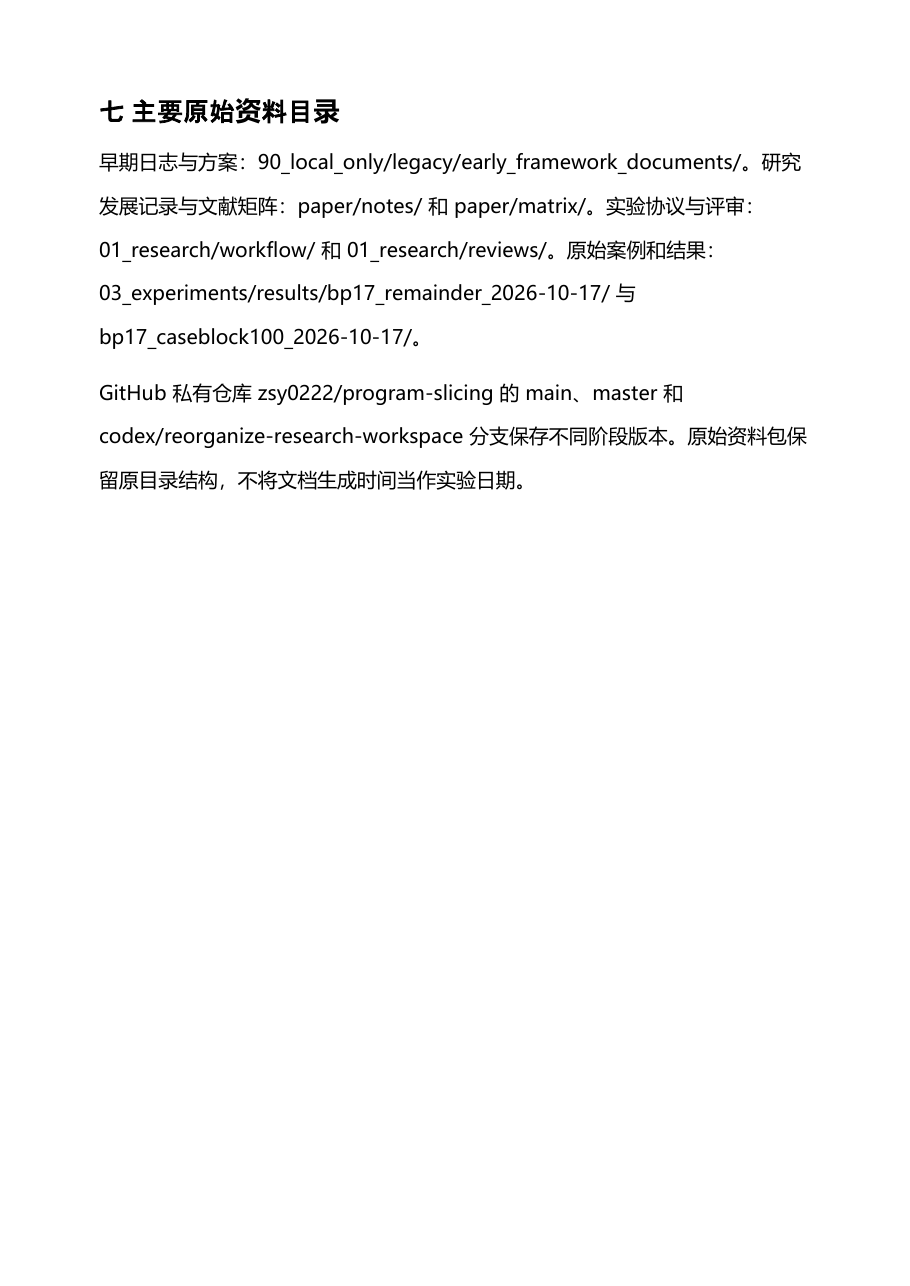 七 主要原始资料目录
早期日志与方案：90_local_only/legacy/early_framework_documents/。研究
发展记录与文献矩阵：paper/notes/ 和 paper/matrix/。实验协议与评审：
01_research/workflow/ 和 01_research/reviews/。原始案例和结果：
03_experiments/results/bp17_remainder_2026-10-17/ 与
bp17_caseblock100_2026-10-17/。
GitHub 私有仓库 zsy0222/program-slicing 的 main、master 和
codex/reorganize-research-workspace 分支保存不同阶段版本。原始资料包保
留原目录结构，不将文档生成时间当作实验日期。